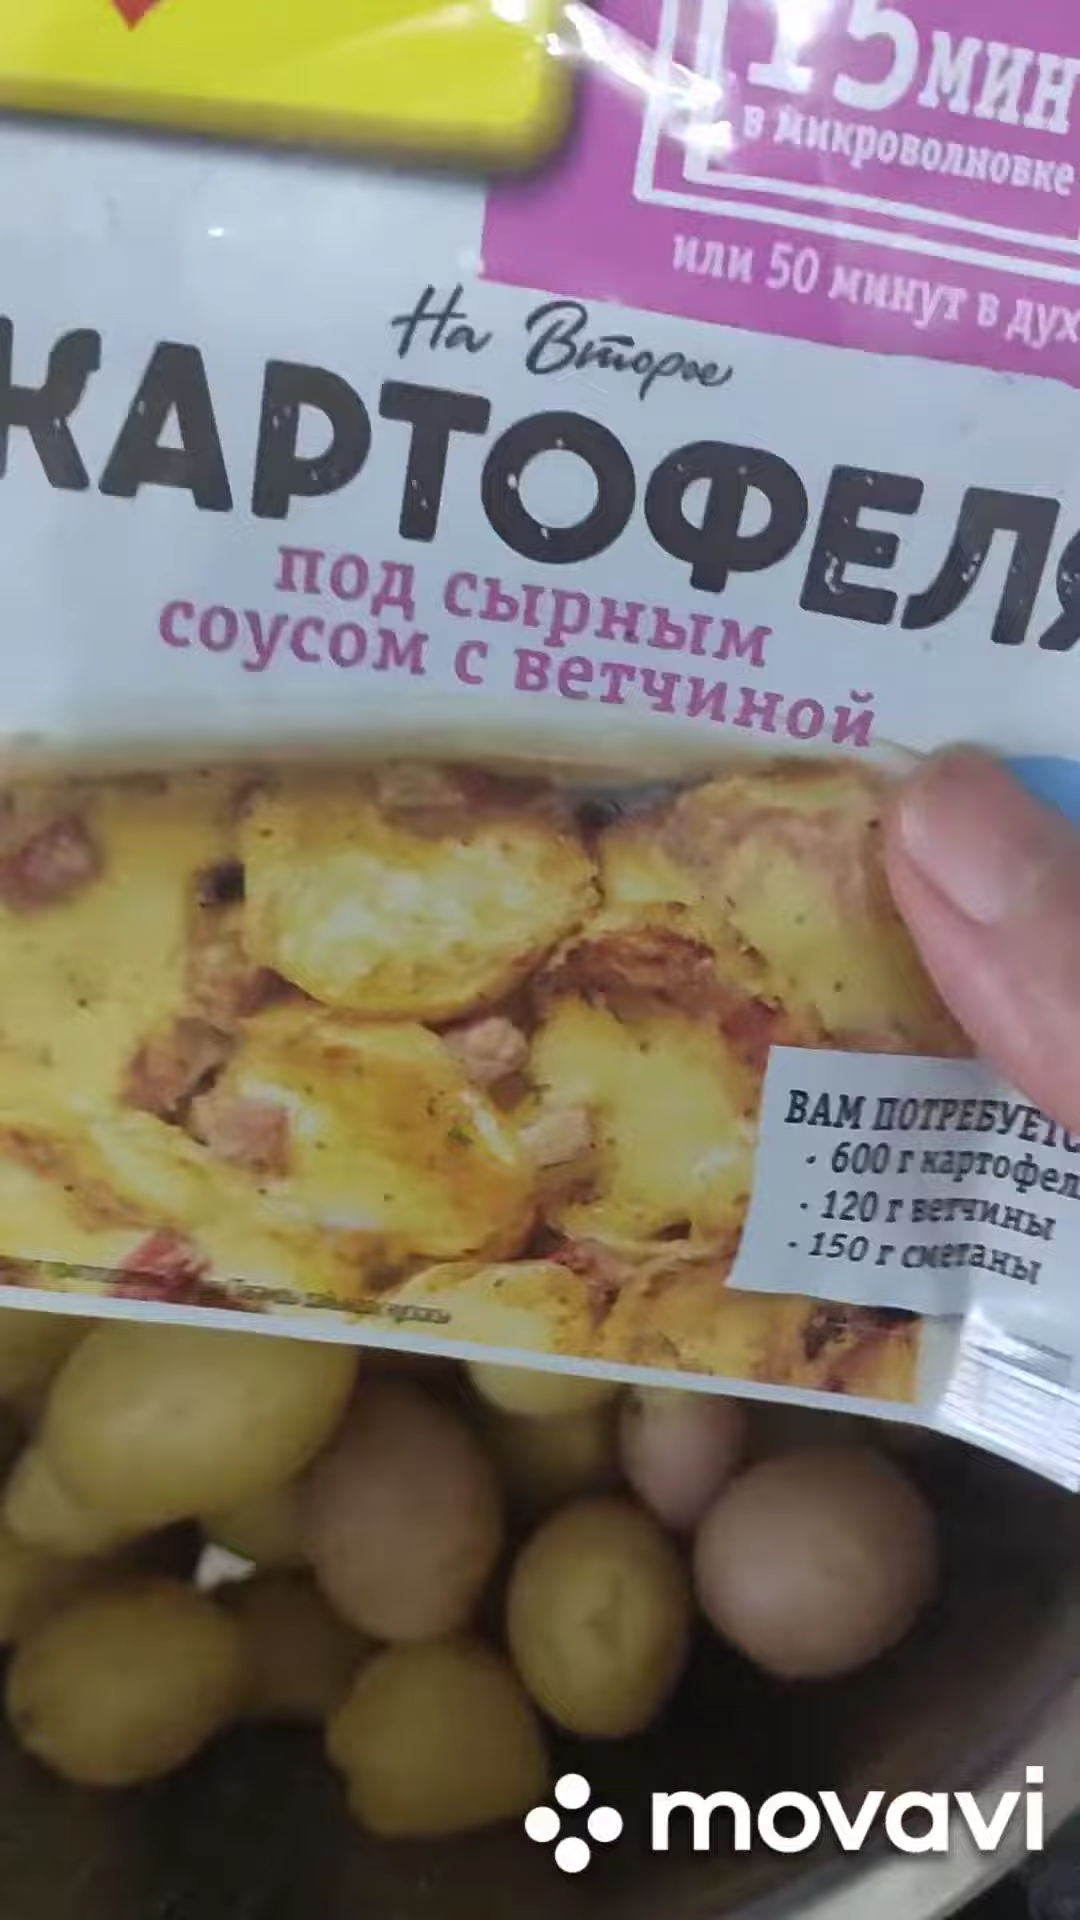 15 мин
в микроволновке
или 50 минут в дух
На Второе
КАРТОФЕЛЯ
под сырным
соусом с ветчиной
ВАМ ПОТРЕБУЕТС
· 600 г картофел
· 120 г ветчины
· 150 г сметаны
movavi